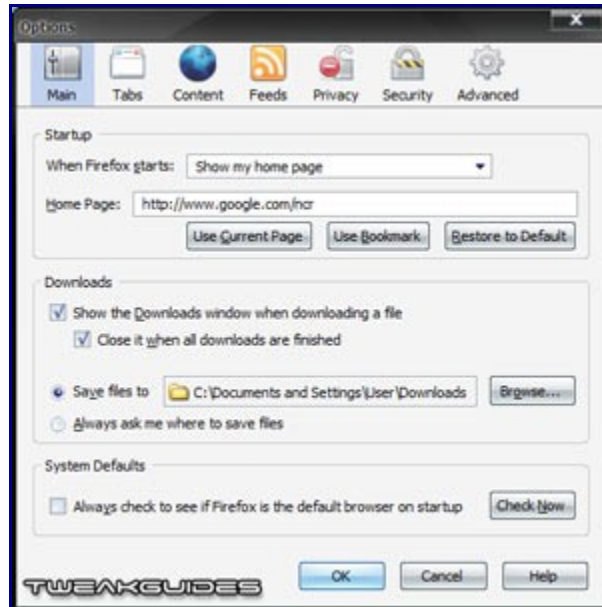 Options
Main Tabs Content Feeds Privacy Security Advanced
Startup
When Firefox starts: Show my home page
Home Page: http://www.google.com/ncr
Use Current Page Use Bookmark Restore to Default
Downloads
Show the Downloads window when downloading a file
Close it when all downloads are finished
Save files to C:\Documents and Settings\User\Downloads Browse...
Always ask me where to save files
System Defaults
Always check to see if Firefox is the default browser on startup Check Now
OK Cancel Help
TWEAKGUIDES